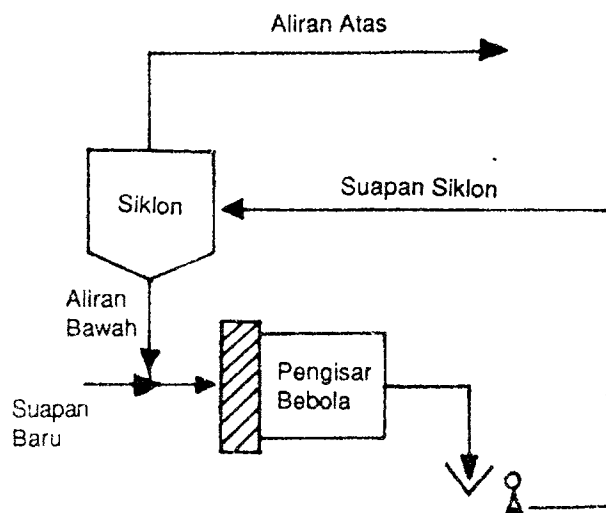 Aliran Atas
Siklon
Suapan Siklon
Aliran
Bawah
Suapan
Baru
Pengisar
Bebola